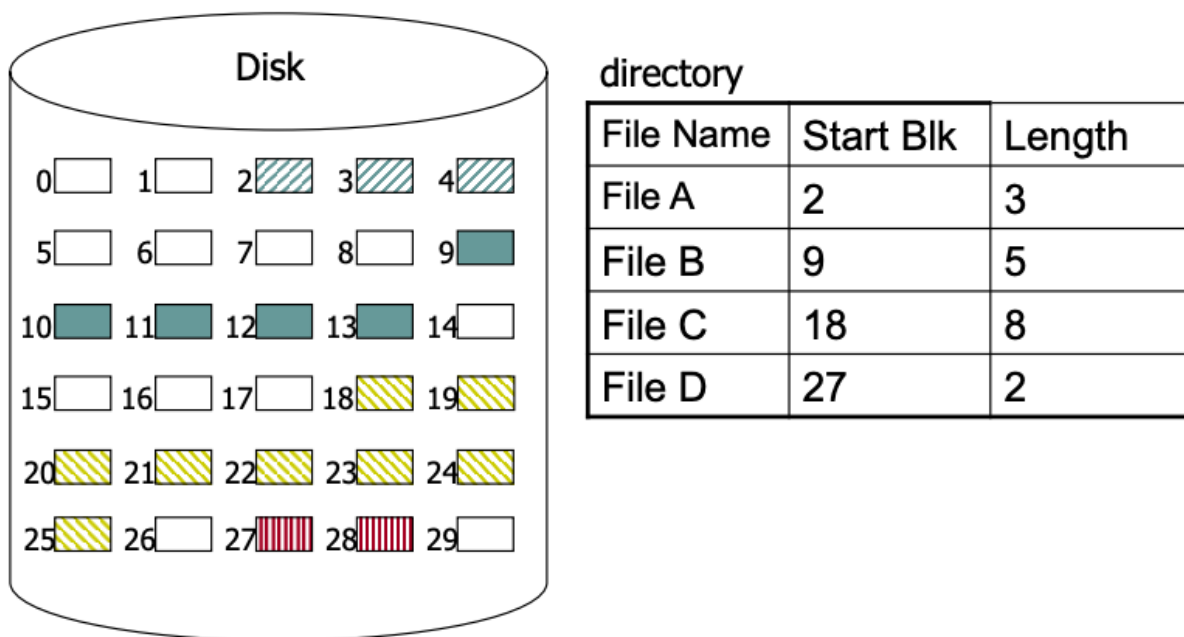 Disk
0 1 2 3 4
5 6 7 8 9
10 11 12 13 14
15 16 17 18 19
20 21 22 23 24
25 26 27 28 29
directory
File Name Start Blk Length
File A 2 3
File B 9 5
File C 18 8
File D 27 2